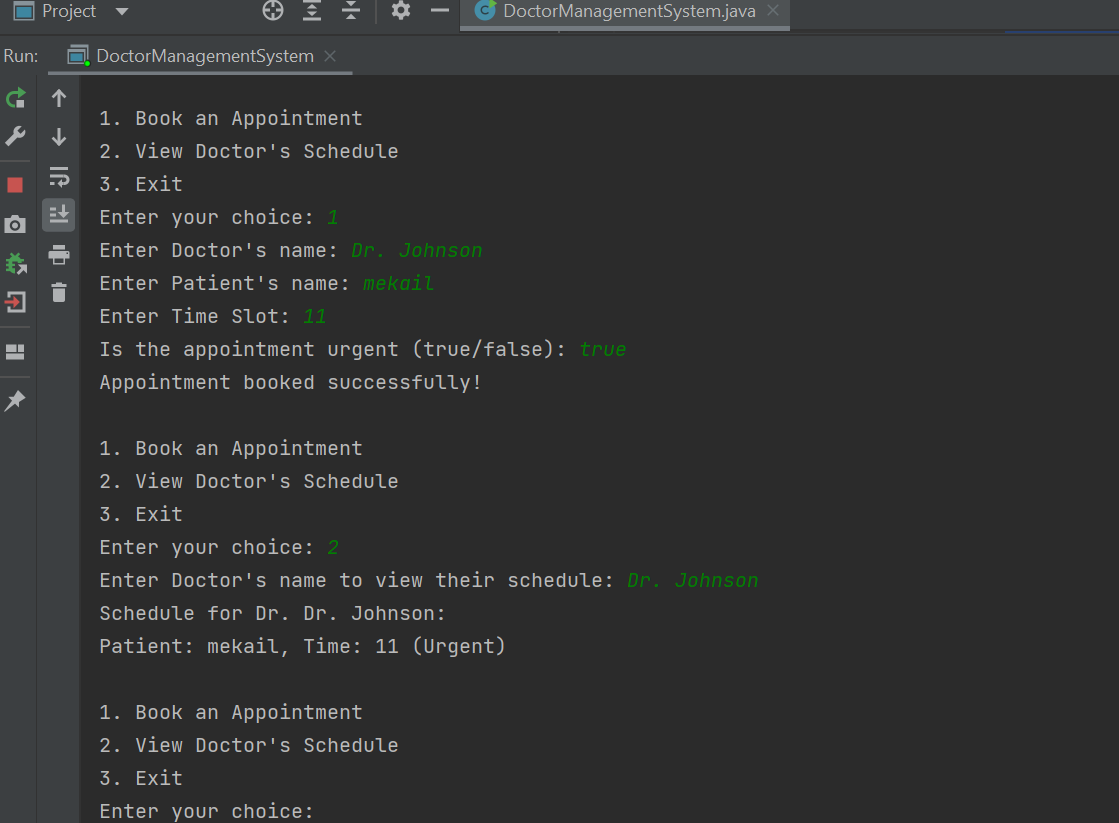 Project
DoctorManagementSystem.java
Run:
DoctorManagementSystem
1. Book an Appointment
2. View Doctor's Schedule
3. Exit
Enter your choice: 1
Enter Doctor's name: Dr. Johnson
Enter Patient's name: mekail
Enter Time Slot: 11
Is the appointment urgent (true/false): true
Appointment booked successfully!
1. Book an Appointment
2. View Doctor's Schedule
3. Exit
Enter your choice: 2
Enter Doctor's name to view their schedule: Dr. Johnson
Schedule for Dr. Dr. Johnson:
Patient: mekail, Time: 11 (Urgent)
1. Book an Appointment
2. View Doctor's Schedule
3. Exit
Enter your choice: